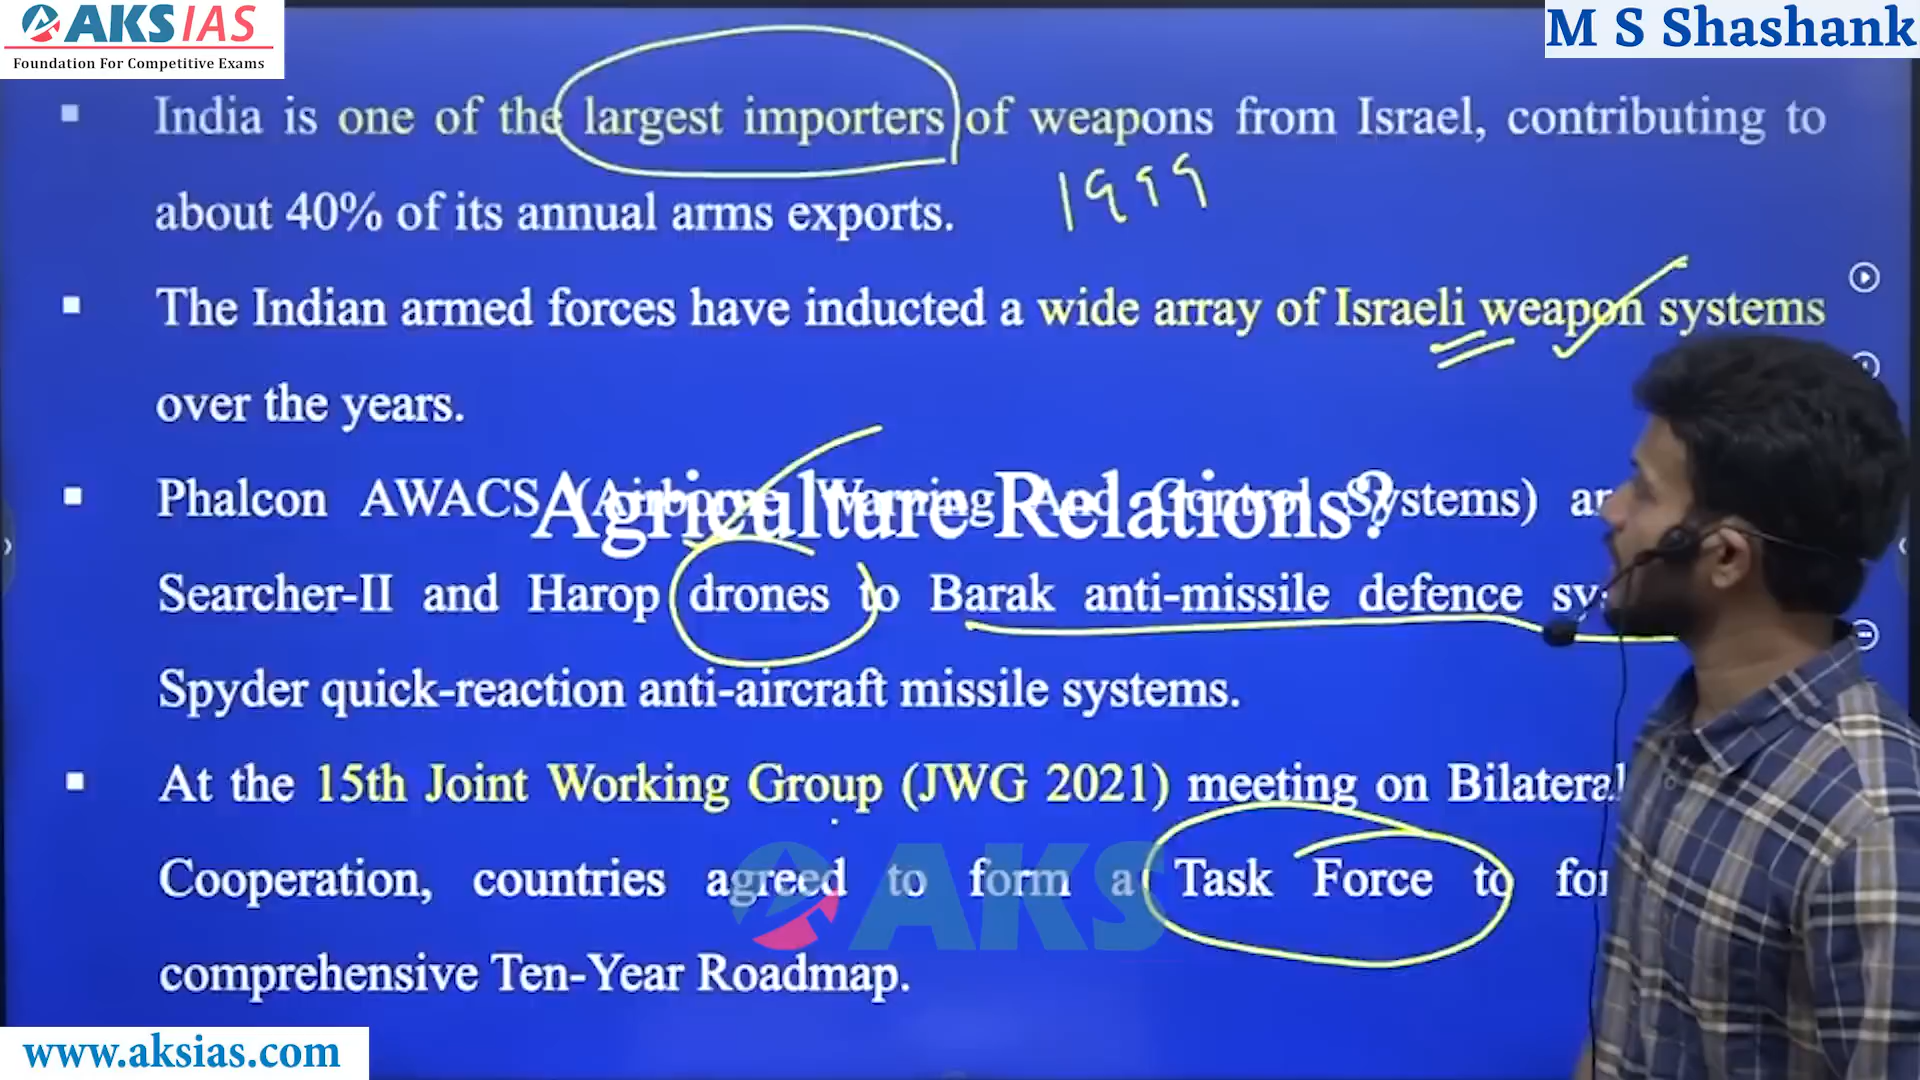 AKS IAS
Foundation For Competitive Exams
M S Shashank
India is one of the largest importers of weapons from Israel, contributing to
about 40% of its annual arms exports.
1999
The Indian armed forces have inducted a wide array of Israeli weapon systems
over the years.
Phalcon AWACS (Airborne Warning And Control Systems)
Agriculture Relations?
Searcher-II and Harop drones to Barak anti-missile defence
Spyder quick-reaction anti-aircraft missile systems.
At the 15th Joint Working Group (JWG 2021) meeting on Bilateral
Cooperation, countries agreed to form a Task Force to
AKS
comprehensive Ten-Year Roadmap.
www.aksias.com